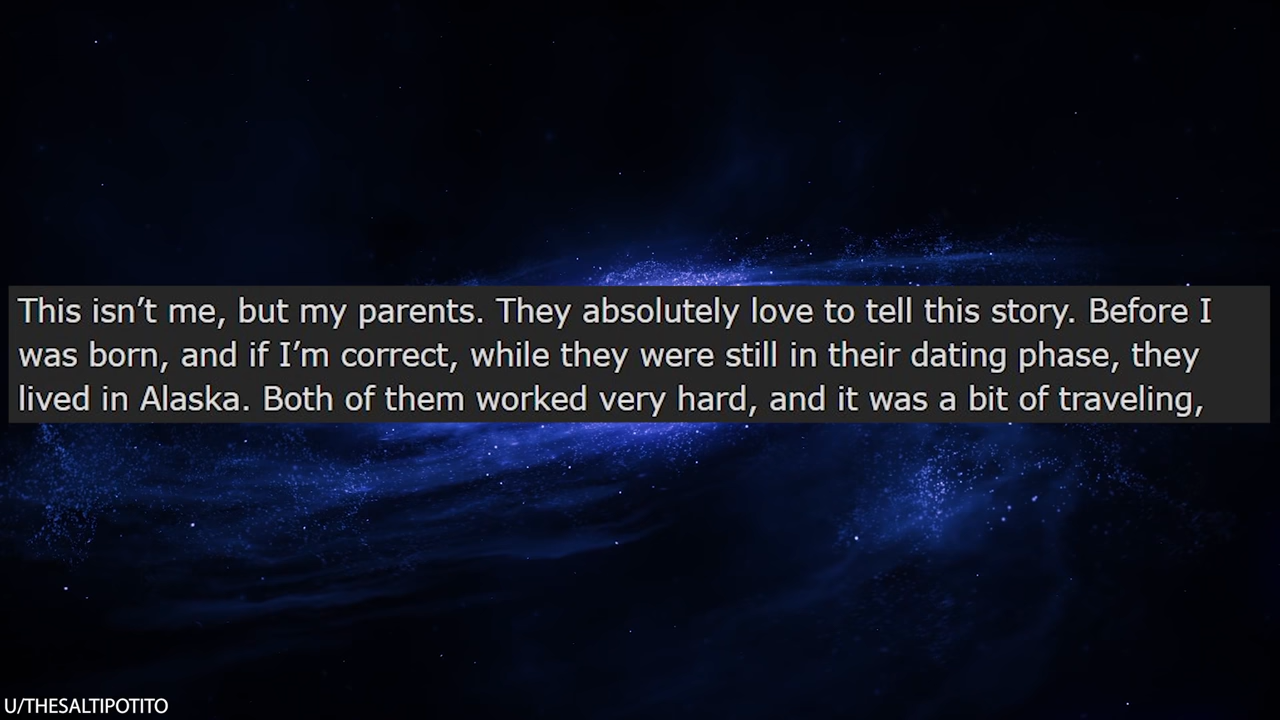 This isn’t me, but my parents. They absolutely love to tell this story. Before I
was born, and if I’m correct, while they were still in their dating phase, they
lived in Alaska. Both of them worked very hard, and it was a bit of traveling,
U/THESALTIPOTITO